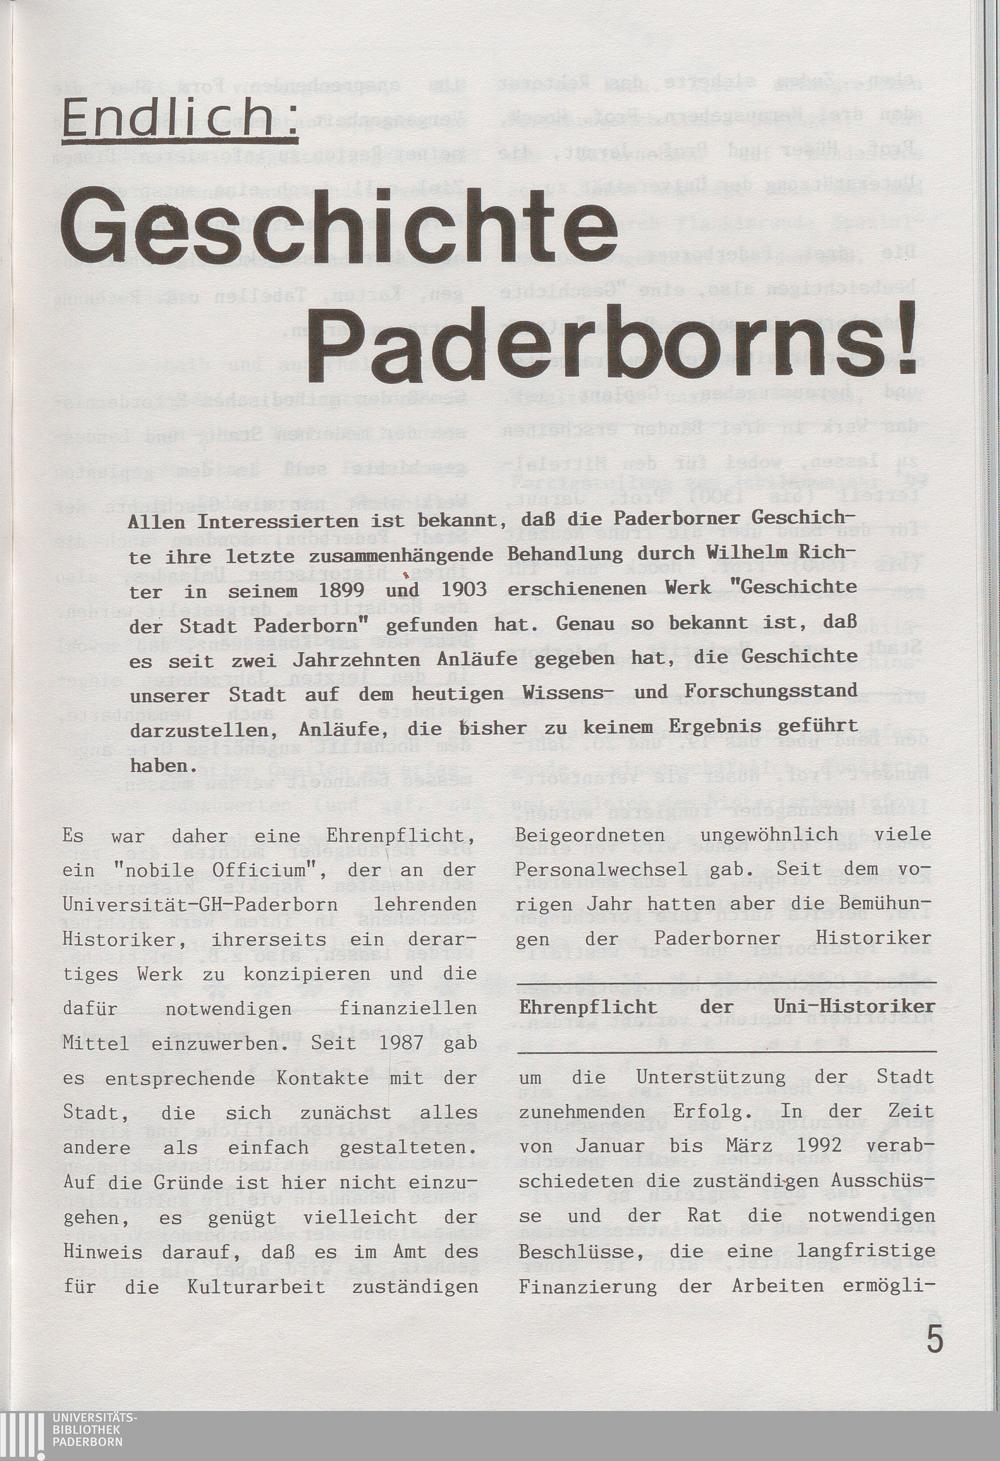 Endlich:
Geschichte
Paderborns!
Allen Interessierten ist bekannt, daß die Paderborner Geschich-
te ihre letzte zusammenhängende Behandlung durch Wilhelm Rich-
ter in seinem 1899 und 1903 erschienenen Werk "Geschichte
der Stadt Paderborn" gefunden hat. Genau so bekannt ist, daß
es seit zwei Jahrzehnten Anläufe gegeben hat, die Geschichte
unserer Stadt auf dem heutigen Wissens- und Forschungsstand
darzustellen, Anläufe, die bisher zu keinem Ergebnis geführt
haben.
Es war daher eine Ehrenpflicht,
ein "nobile Officium", der an der
Universität-GH-Paderborn lehrenden
Historiker, ihrerseits ein derar-
tiges Werk zu konzipieren und die
dafür notwendigen finanziellen
Mittel einzuwerben. Seit 1987 gab
es entsprechende Kontakte mit der
Stadt, die sich zunächst alles
andere als einfach gestalteten.
Auf die Gründe ist hier nicht einzu-
gehen, es genügt vielleicht der
Hinweis darauf, daß es im Amt des
für die Kulturarbeit zuständigen
Beigeordneten ungewöhnlich viele
Personalwechsel gab. Seit dem vo-
rigen Jahr hatten aber die Bemühun-
gen der Paderborner Historiker
Ehrenpflicht der Uni-Historiker
um die Unterstützung der Stadt
zunehmenden Erfolg. In der Zeit
von Januar bis März 1992 verab-
schiedeten die zuständigen Ausschüs-
se und der Rat die notwendigen
Beschlüsse, die eine langfristige
Finanzierung der Arbeiten ermögli-
5
UNIVERSITÄTS-
BIBLIOTHEK
PADERBORN